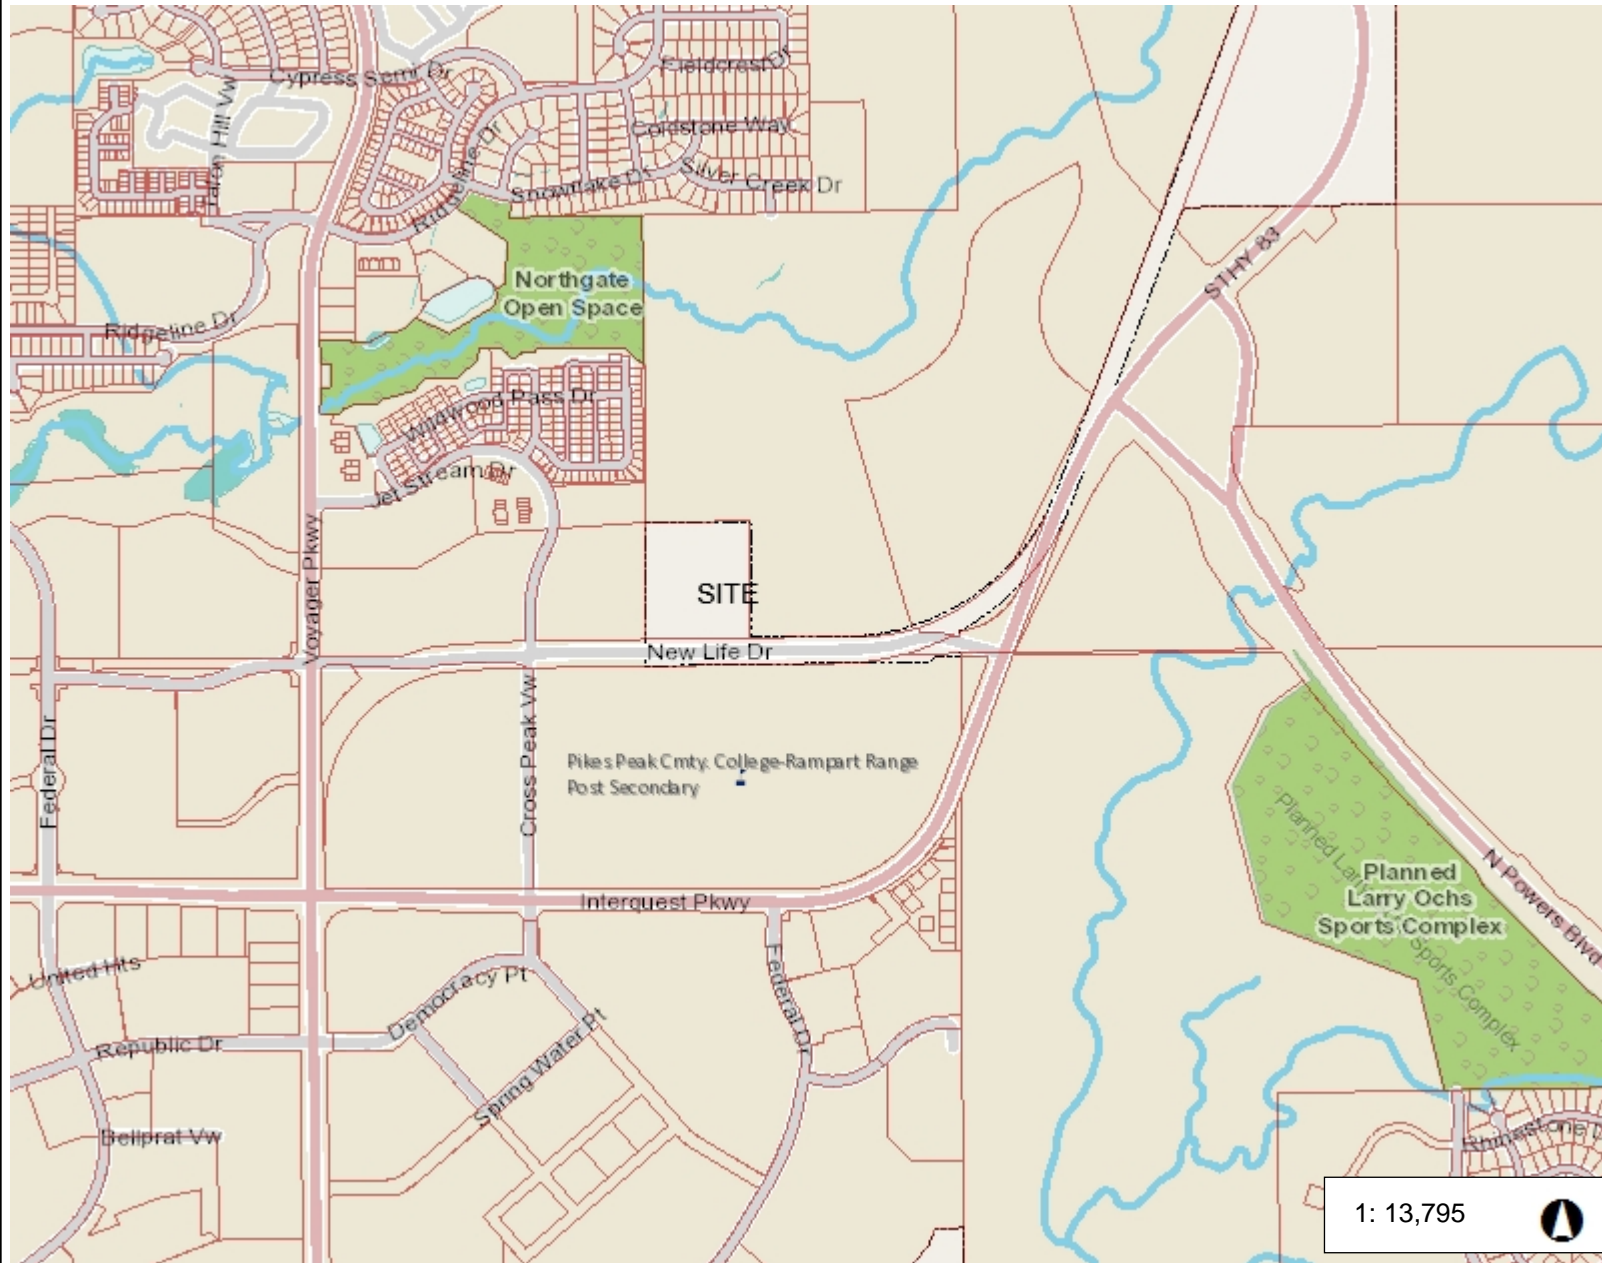 Cypress Semi Dr
Fieldcrest Dr
Talon Hill Vw
Coldstone Way
Ridgeline Dr
Snowflake Dr
Silver Creek Dr
STHY 83
Northgate
Open Space
Ridgeline Dr
Wildwood Pass Dr
Jet Stream Dr
Voyager Pkwy
SITE
New Life Dr
Federal Dr
Cross Peak Vw
Pikes Peak Cmty. College-Rampart Range
Post Secondary
Planned Larry Ochs Sports Complex
Planned
Larry Ochs
Sports Complex
N Powers Blvd
Interquest Pkwy
United Hts
Democracy Pt
Federal Dr
Republic Dr
Spring Water Pt
Bellprat Vw
Rhinestone D
1: 13,795